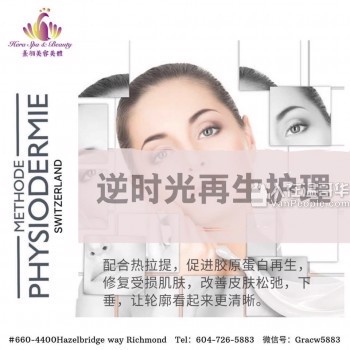 Hera Spa & Beauty
METHODE
PHYSIODERMIE
SWITZERLAND
逆时光再生护理
配合热拉提，促进胶原蛋白再生，
修复受损肌肤，改善皮肤松弛，下
垂，让轮廓看起来更清晰。
#660-4400Hazelbridge way Richmond Tel：604-726-5883 微信号：Gracw5883